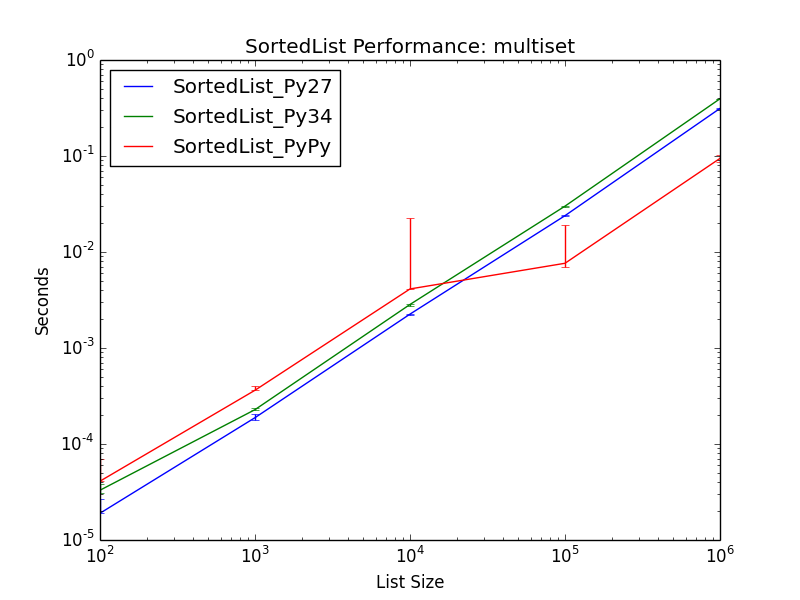 SortedList Performance: multiset
SortedList_Py27
SortedList_Py34
SortedList_PyPy
Seconds
10^0
10^-1
10^-2
10^-3
10^-4
10^-5
10^2 10^3 10^4 10^5 10^6
List Size